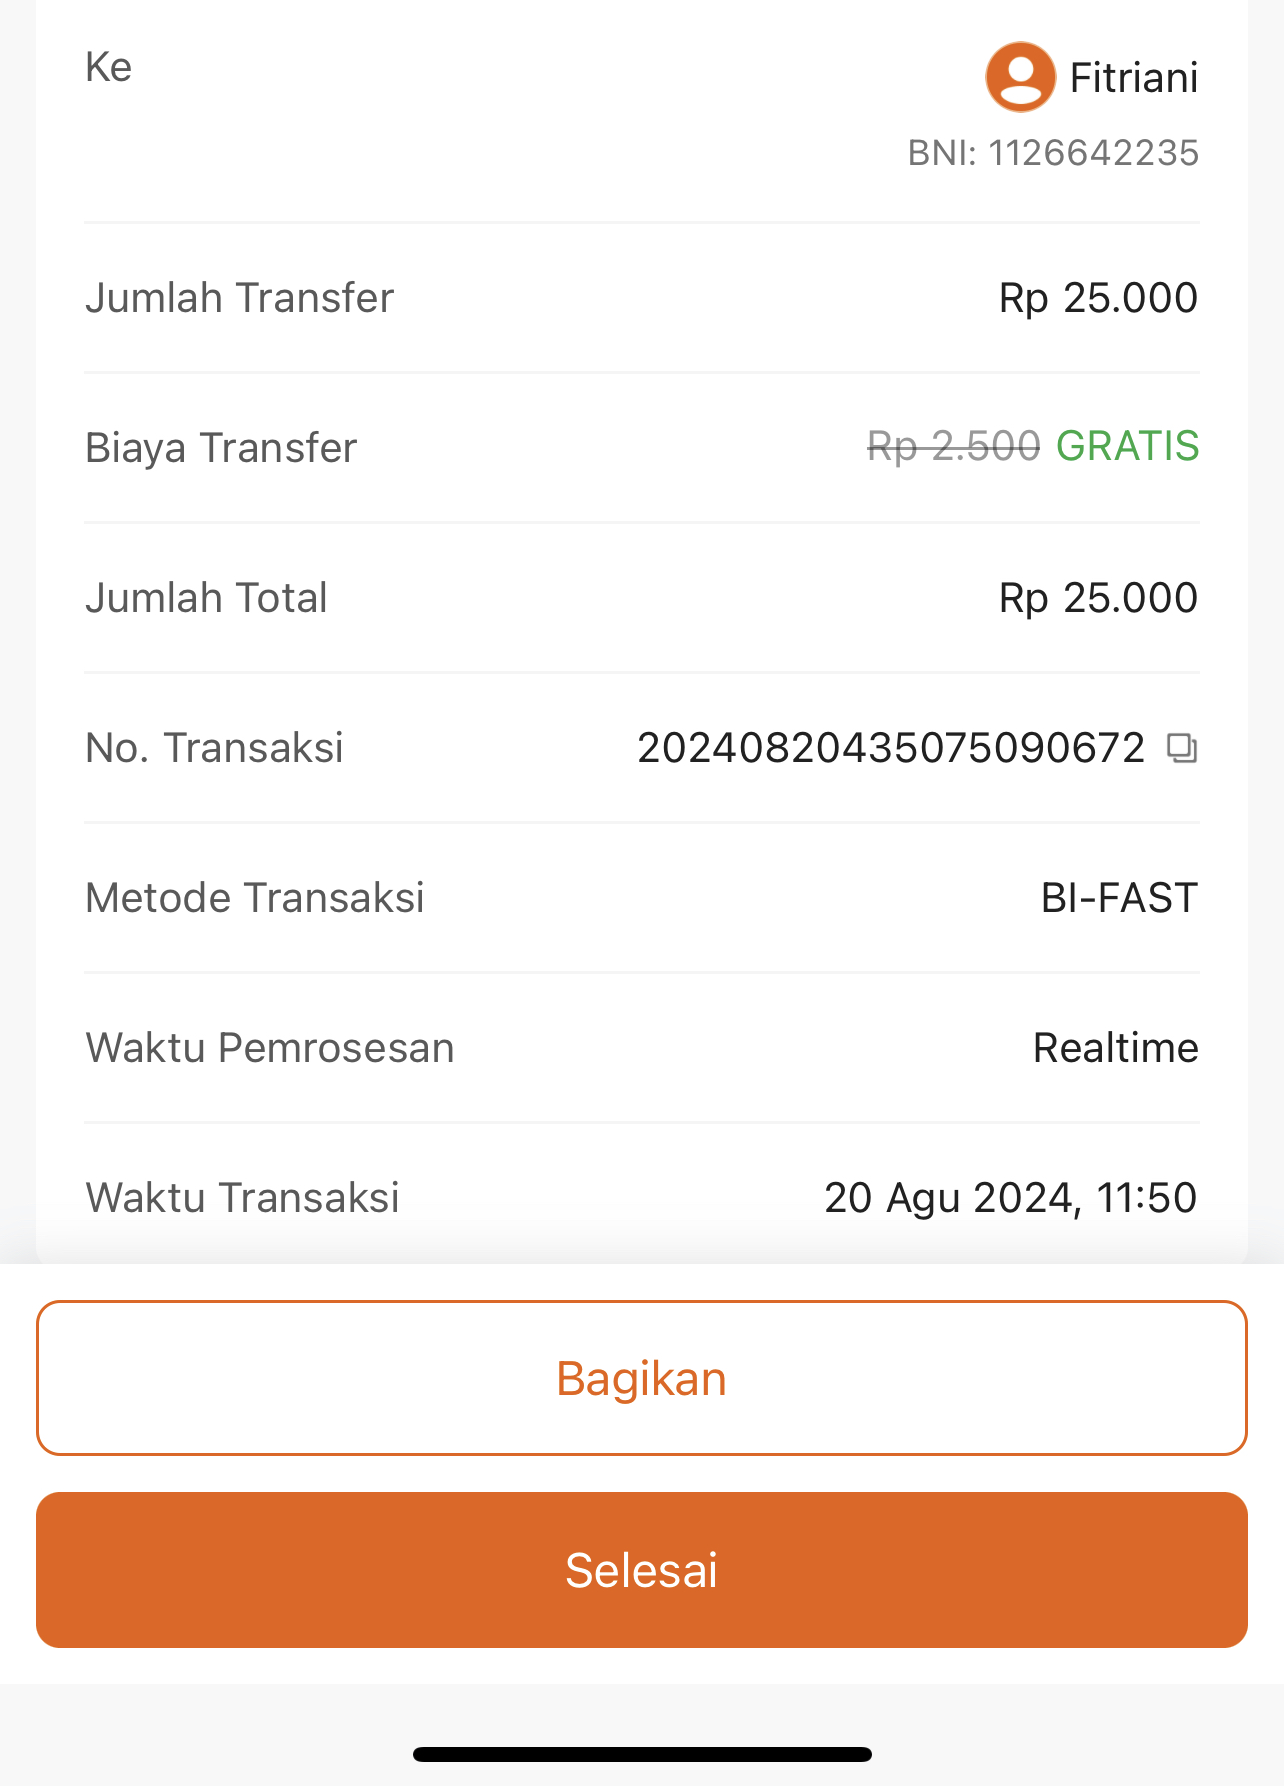 Ke
Fitriani
BNI: 1126642235
Jumlah Transfer Rp 25.000
Biaya Transfer Rp 2.500 GRATIS
Jumlah Total Rp 25.000
No. Transaksi 20240820435075090672
Metode Transaksi BI-FAST
Waktu Pemrosesan Realtime
Waktu Transaksi 20 Agu 2024, 11:50
Bagikan
Selesai